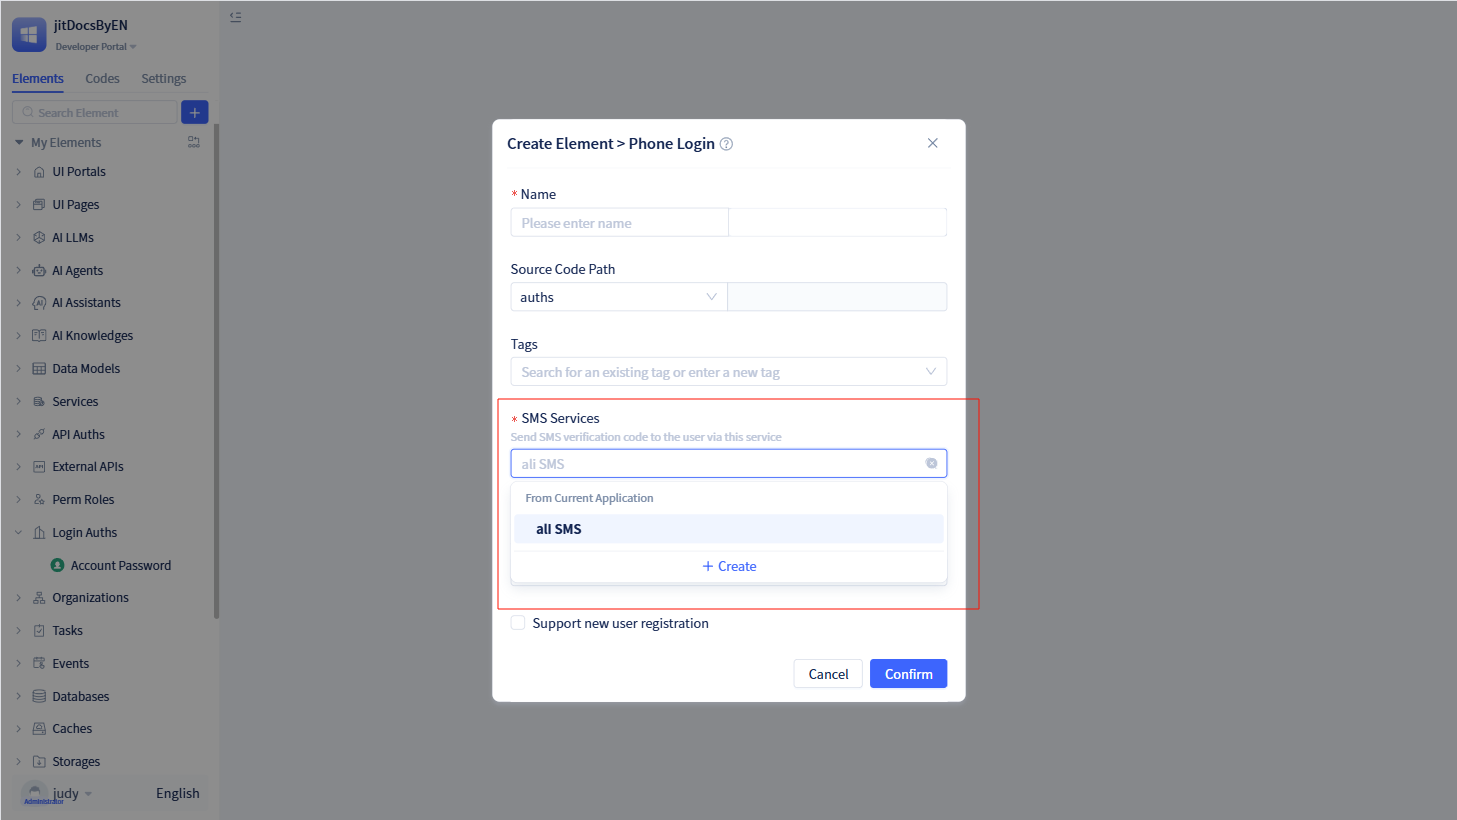 jitDocsByEN
Developer Portal
Elements Codes Settings
Search Element
My Elements
UI Portals
UI Pages
AI LLMs
AI Agents
AI Assistants
AI Knowledges
Data Models
Services
API Auths
External APIs
Perm Roles
Login Auths
Account Password
Organizations
Tasks
Events
Databases
Caches
Storages
judy English
Administrator
Create Element > Phone Login
* Name
Please enter name
Source Code Path
auths
Tags
Search for an existing tag or enter a new tag
* SMS Services
Send SMS verification code to the user via this service
ali SMS
From Current Application
ali SMS
+ Create
Support new user registration
Cancel Confirm